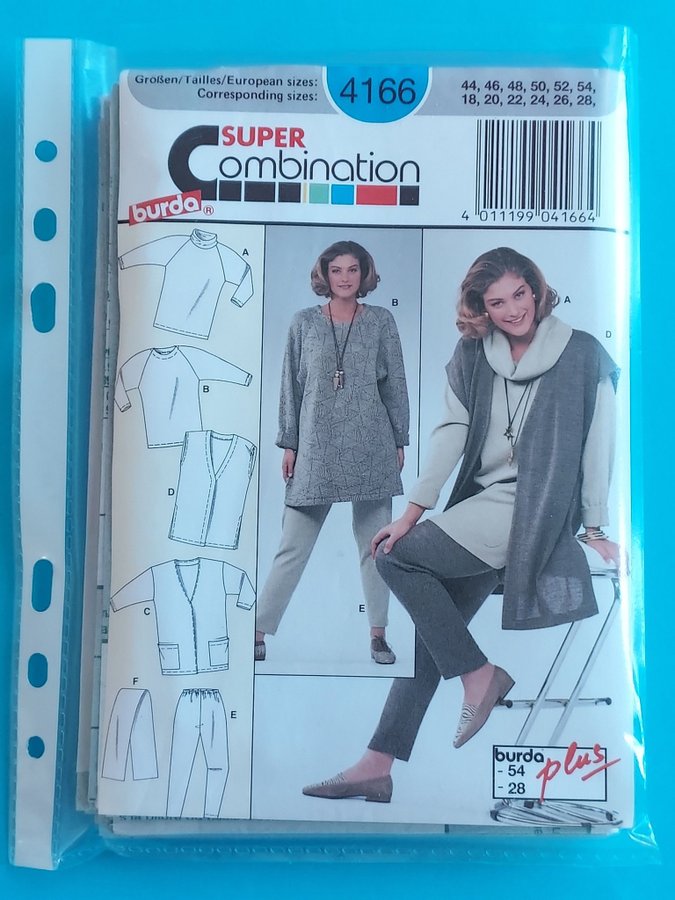 Größen/Tailles/European sizes: 44, 46, 48, 50, 52, 54,
Corresponding sizes: 18, 20, 22, 24, 26, 28,
4166
SUPER
Combination
burda®
4 011199 041664
A
B
D
C
F
E
B
E
A
D
burda plus
- 54
- 28